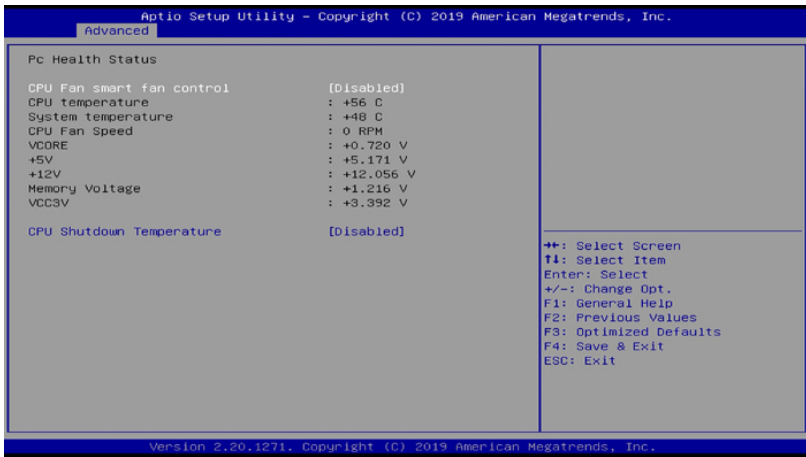 Aptio Setup Utility – Copyright (C) 2019 American Megatrends, Inc.
Advanced
Pc Health Status
CPU Fan smart fan control [Disabled]
CPU temperature : +56 C
System temperature : +48 C
CPU Fan Speed : 0 RPM
VCORE : +0.720 V
+5V : +5.171 V
+12V : +12.056 V
Memory Voltage : +1.216 V
VCC3V : +3.392 V
CPU Shutdown Temperature [Disabled]
→←: Select Screen
↑↓: Select Item
Enter: Select
+/-: Change Opt.
F1: General Help
F2: Previous Values
F3: Optimized Defaults
F4: Save & Exit
ESC: Exit
Version 2.20.1271. Copyright (C) 2019 American Megatrends, Inc.